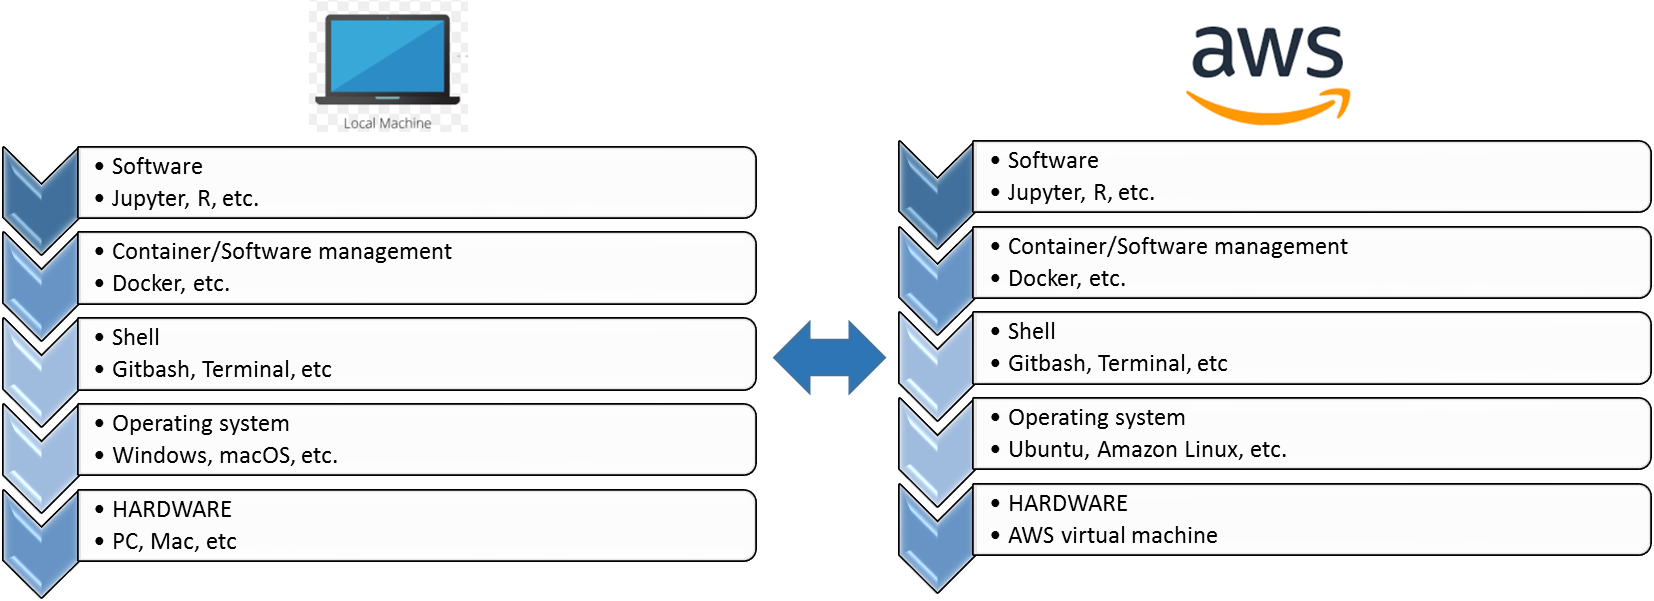 Local Machine
• Software
• Jupyter, R, etc.
• Container/Software management
• Docker, etc.
• Shell
• Gitbash, Terminal, etc
• Operating system
• Windows, macOS, etc.
• HARDWARE
• PC, Mac, etc
aws
• Software
• Jupyter, R, etc.
• Container/Software management
• Docker, etc.
• Shell
• Gitbash, Terminal, etc
• Operating system
• Ubuntu, Amazon Linux, etc.
• HARDWARE
• AWS virtual machine